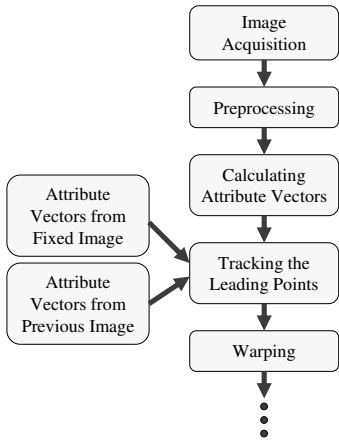 Image
Acquisition
Preprocessing
Calculating
Attribute Vectors
Attribute
Vectors from
Fixed Image
Attribute
Vectors from
Previous Image
Tracking the
Leading Points
Warping